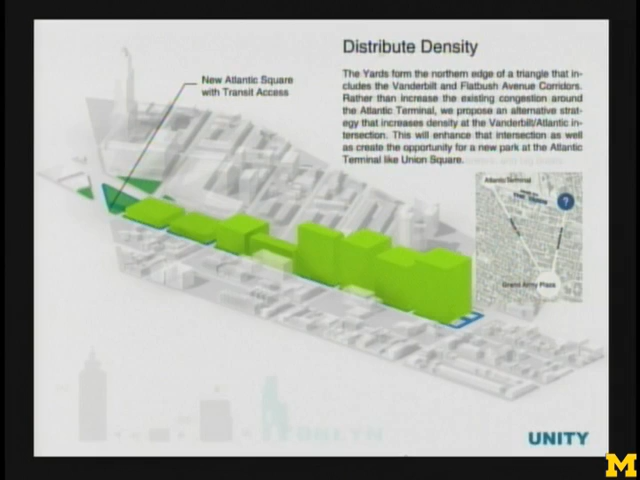 Distribute Density
The Yards form the northern edge of a triangle that in-
cludes the Vanderbilt and Flatbush Avenue Corridors.
Rather than increase the existing congestion around
the Atlantic Terminal, we propose an alternative strat-
egy that increases density at the Vanderbilt/Atlantic in-
tersection. This will enhance that intersection as well
as create the opportunity for a new park at the Atlantic
Terminal like Union Square.
New Atlantic Square
with Transit Access
Atlantic Terminal
?
Grand Army Plaza
UNITY
M